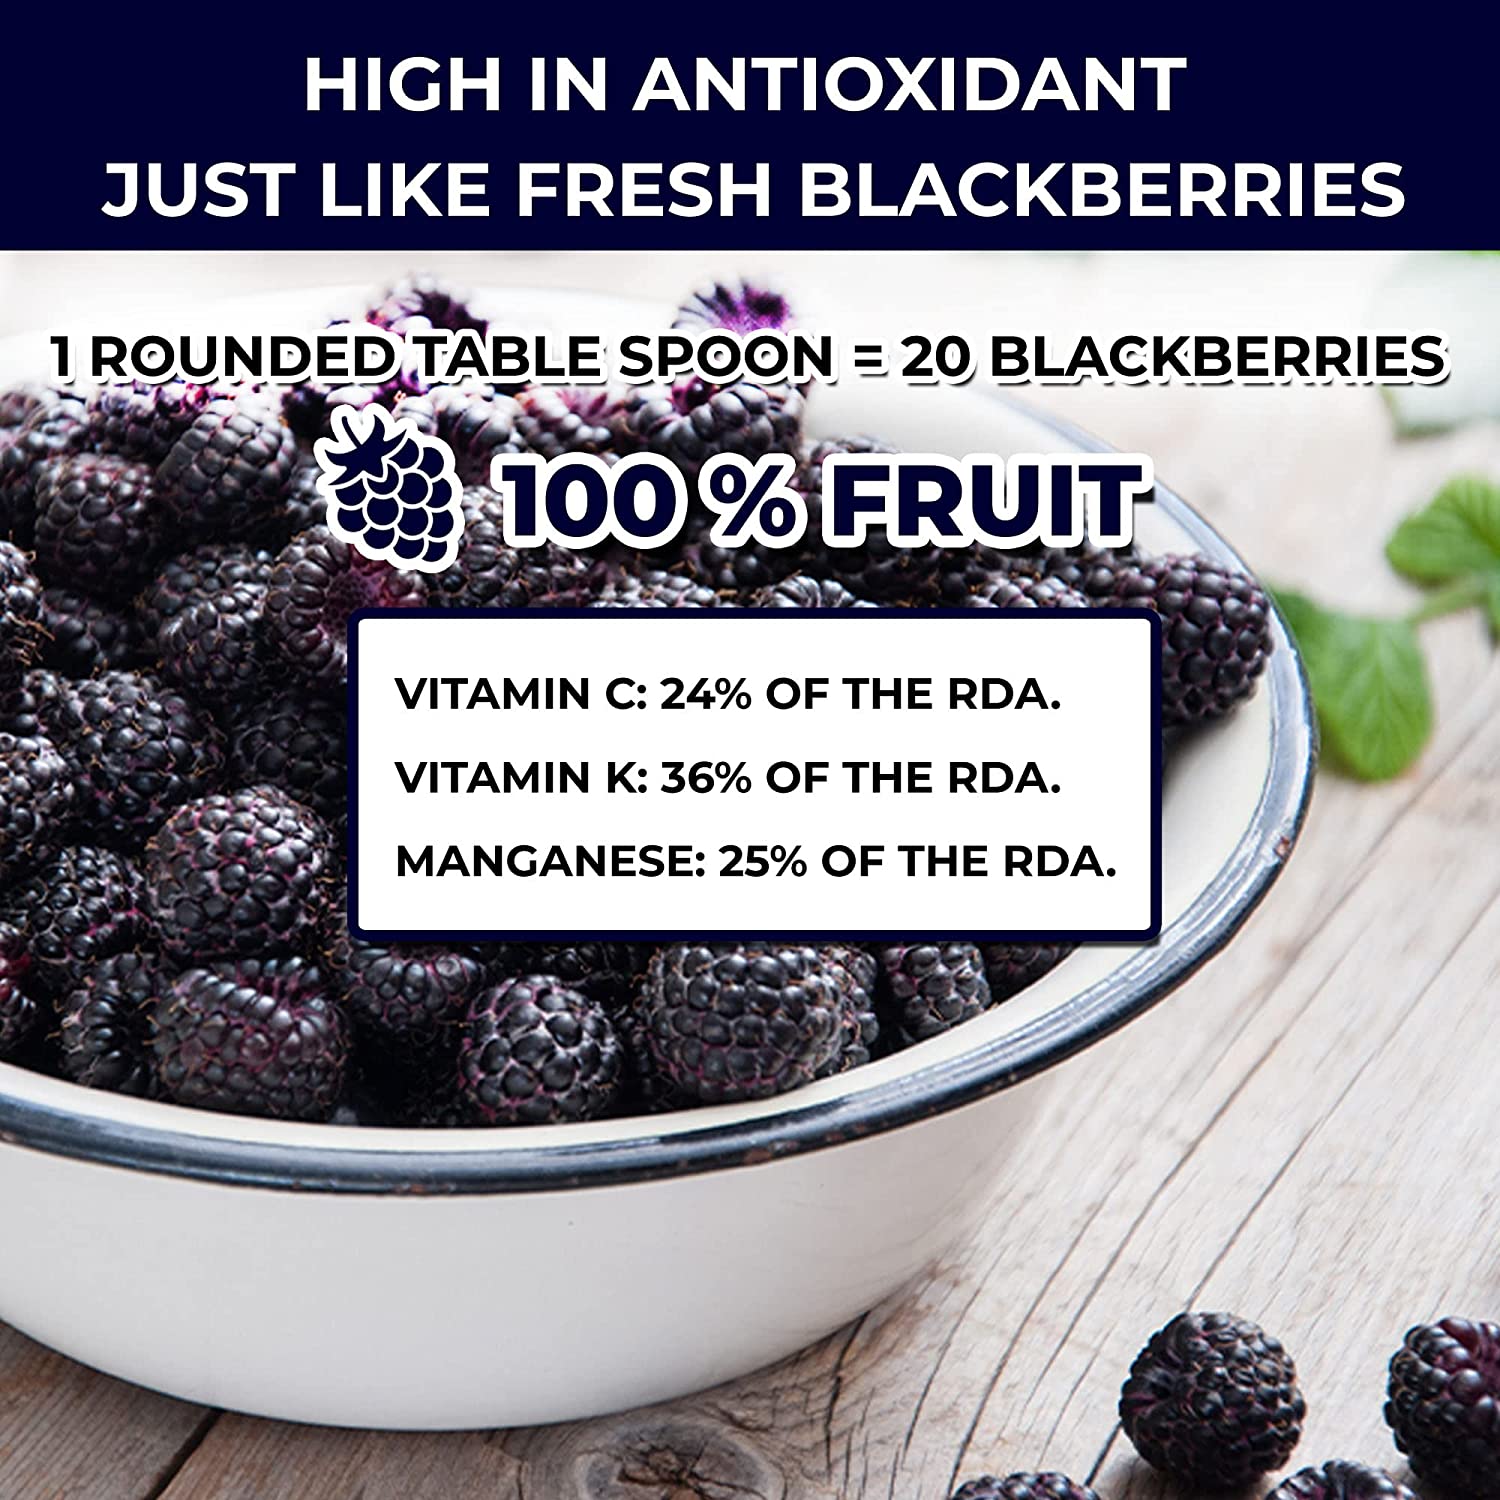 HIGH IN ANTIOXIDANT
JUST LIKE FRESH BLACKBERRIES
1 ROUNDED TABLE SPOON = 20 BLACKBERRIES
100 % FRUIT
VITAMIN C: 24% OF THE RDA.
VITAMIN K: 36% OF THE RDA.
MANGANESE: 25% OF THE RDA.